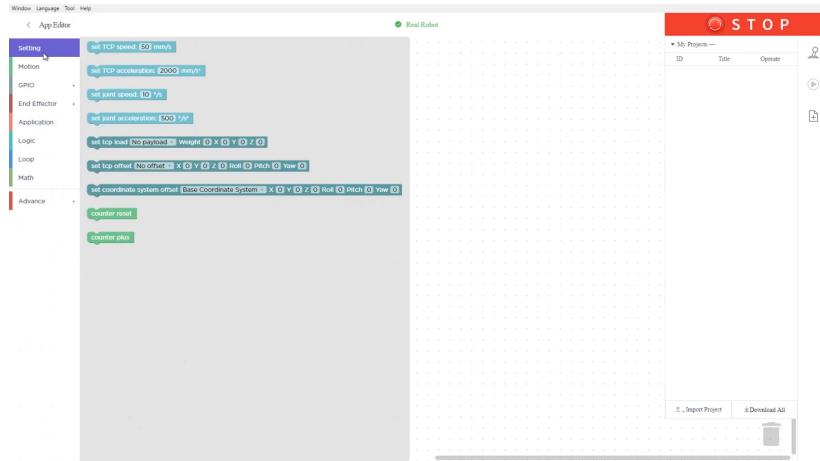 Window Language Tool Help
< App Editor
Real Robot
STOP
Setting
Motion
GPIO
End Effector
Application
Logic
Loop
Math
Advance
set TCP speed: 50 mm/s
set TCP acceleration: 2000 mm/s²
set joint speed: 10 °/s
set joint acceleration: 500 °/s²
set tcp load No payload Weight 0 X 0 Y 0 Z 0
set tcp offset No offset X 0 Y 0 Z 0 Roll 0 Pitch 0 Yaw 0
set coordinate system offset Base Coordinate System X 0 Y 0 Z 0 Roll 0 Pitch 0 Yaw 0
counter reset
counter plus
My Projects —
ID Title Operate
Import Project Download All